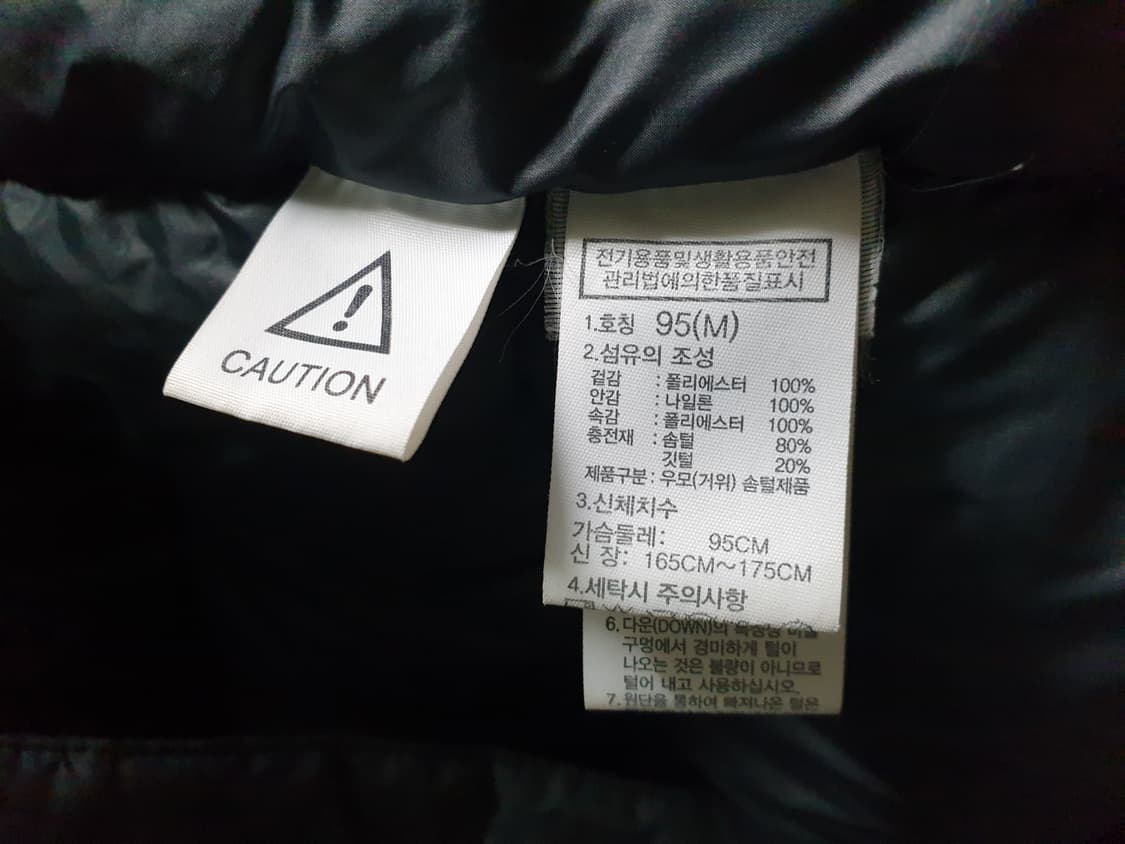 CAUTION
전기용품및생활용품안전
관리법에의한품질표시
1.호칭 95(M)
2.섬유의 조성
겉감 : 폴리에스터 100%
안감 : 나일론 100%
속감 : 폴리에스터 100%
충전재 : 솜털 80%
깃털 20%
제품구분 : 우모(거위) 솜털제품
3.신체치수
가슴둘레: 95CM
신 장: 165CM~175CM
4.세탁시 주의사항
6.다운(DOWN)의 특성상 바늘
구멍에서 경미하게 털이
나오는 것은 불량이 아니므로
털어 내고 사용하십시오.
7.원단을 통하여 빠져나온 털은